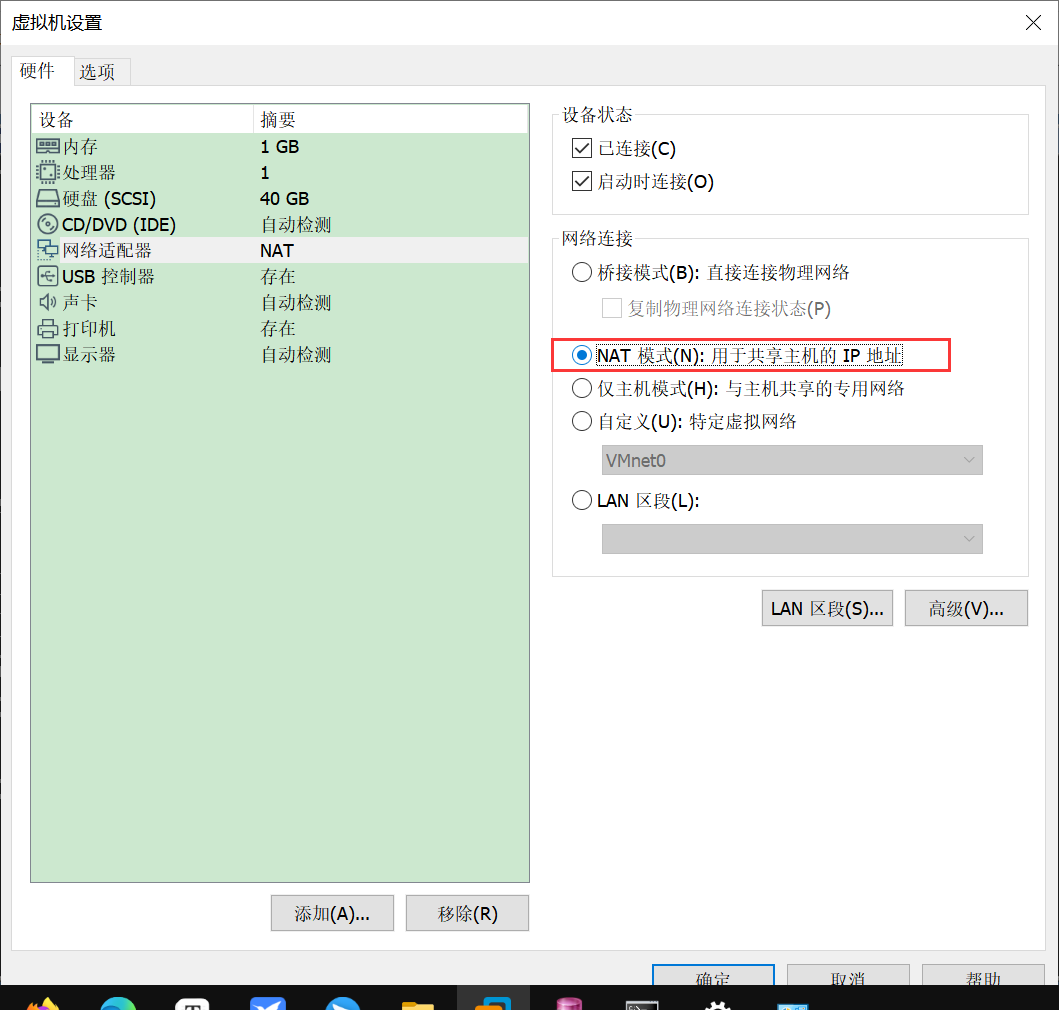 虚拟机设置
硬件 选项
设备 摘要
内存 1 GB
处理器 1
硬盘 (SCSI) 40 GB
CD/DVD (IDE) 自动检测
网络适配器 NAT
USB 控制器 存在
声卡 自动检测
打印机 存在
显示器 自动检测
添加(A)... 移除(R)
设备状态
已连接(C)
启动时连接(O)
网络连接
桥接模式(B): 直接连接物理网络
复制物理网络连接状态(P)
NAT 模式(N): 用于共享主机的 IP 地址
仅主机模式(H): 与主机共享的专用网络
自定义(U): 特定虚拟网络
VMnet0
LAN 区段(L):
LAN 区段(S)... 高级(V)...
确定 取消 帮助